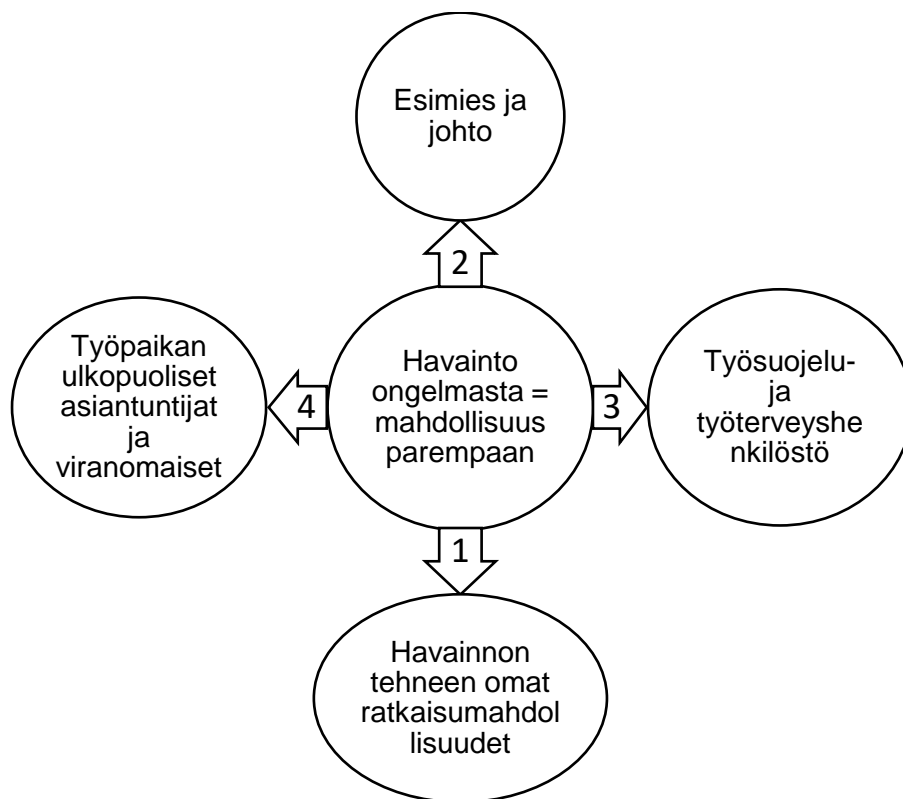 Esimies ja
johto
2
Työpaikan
ulkopuoliset
asiantuntijat
ja
viranomaiset
4
Havainto
ongelmasta =
mahdollisuus
parempaan
3
Työsuojelu-
ja
työterveyshe
nkilöstö
1
Havainnon
tehneen omat
ratkaisumahdol
lisuudet